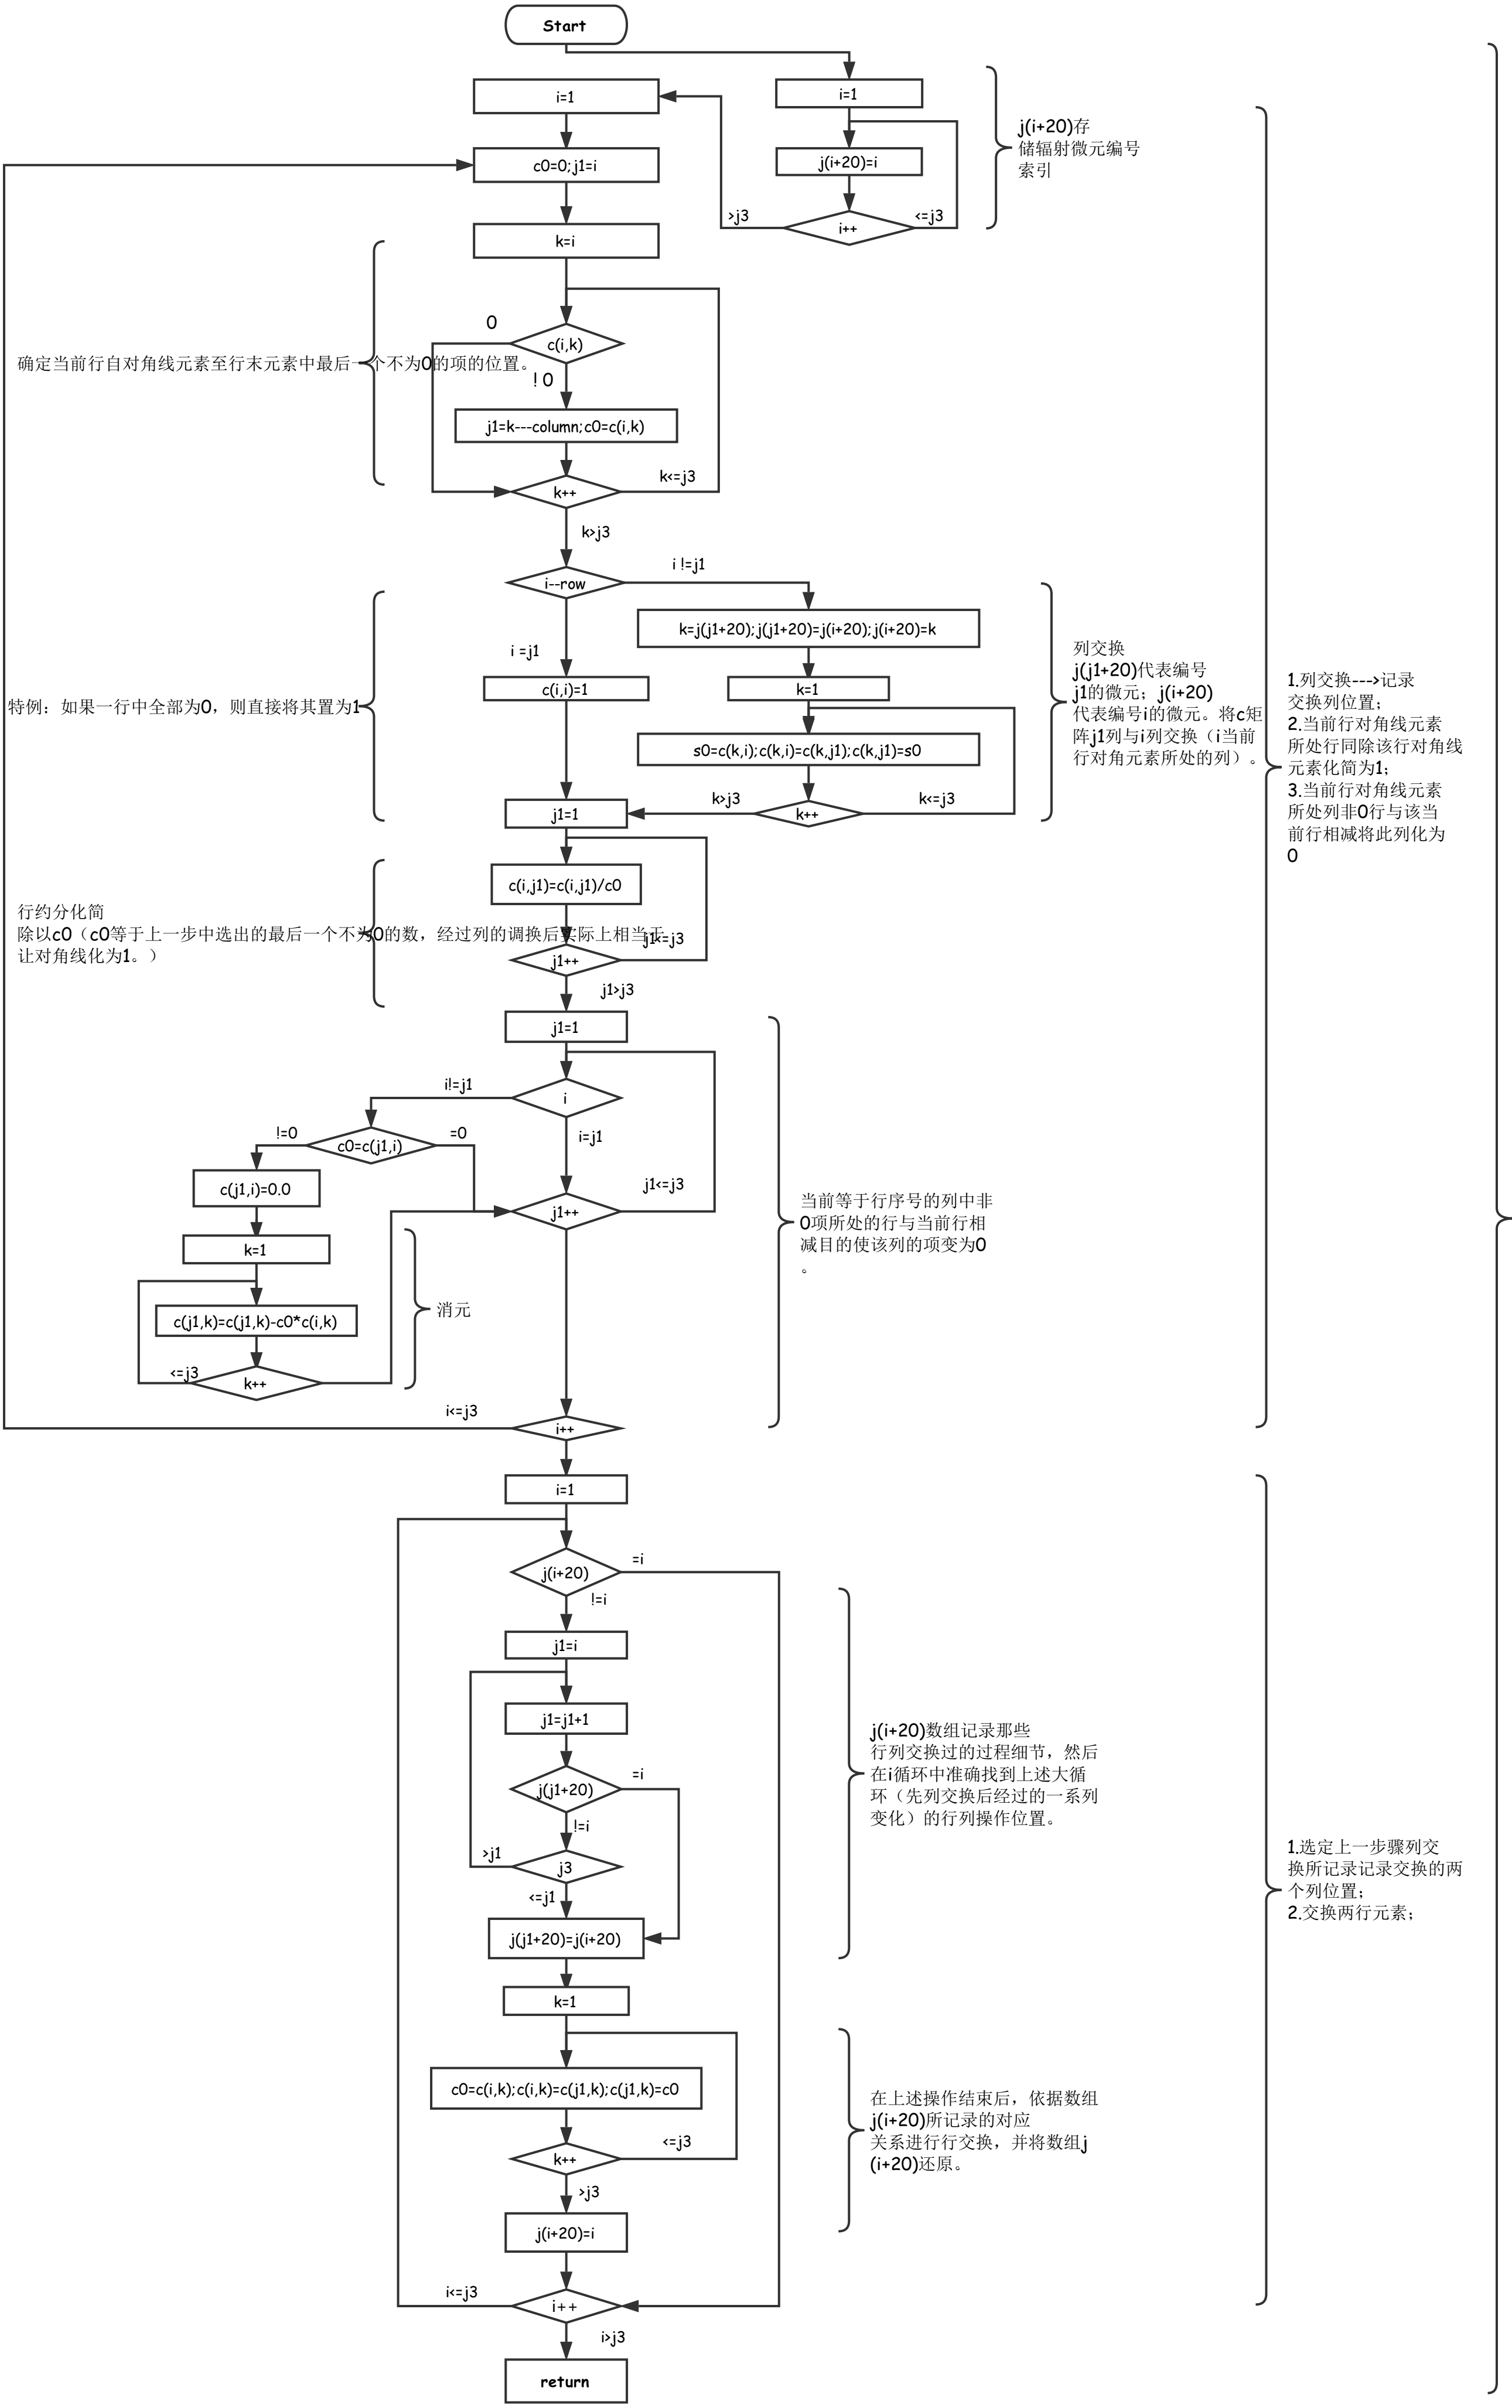 Start
i=1
i=1
j(i+20)存
储辐射微元编号
索引
c0=0;j1=i
j(i+20)=i
>j3
<=j3
i++
k=i
0
c(i,k)
确定当前行自对角线元素至行末元素中最后一个不为0的项的位置。
! 0
j1=k---column;c0=c(i,k)
k<=j3
k++
k>j3
i !=j1
i--row
k=j(j1+20);j(j1+20)=j(i+20);j(i+20)=k
i =j1
c(i,i)=1
k=1
特例：如果一行中全部为0，则直接将其置为1
s0=c(k,i);c(k,i)=c(k,j1);c(k,j1)=s0
列交换
j(j1+20)代表编号
j1的微元；j(i+20)
代表编号i的微元。将c矩
阵j1列与i列交换（i当前
行对角元素所处的列）。
1.列交换--->记录
交换列位置；
2.当前行对角线元素
所处行同除该行对角线
元素化简为1；
3.当前行对角线元素
所处列非0行与该当
前行相减将此列化为
0
k>j3
k<=j3
k++
j1=1
c(i,j1)=c(i,j1)/c0
行约分化简
除以c0（c0等于上一步中选出的最后一个不为0的数，经过列的调换后实际上相当于
让对角线化为1。）
j1<=j3
j1++
j1>j3
j1=1
i!=j1
i
!=0
c0=c(j1,i)
=0
i=j1
c(j1,i)=0.0
j1<=j3
j1++
当前等于行序号的列中非
0项所处的行与当前行相
减目的使该列的项变为0
。
k=1
消元
c(j1,k)=c(j1,k)-c0*c(i,k)
<=j3
k++
i<=j3
i++
i=1
=i
j(i+20)
!=i
j1=i
j1=j1+1
j(i+20)数组记录那些
行列交换过的过程细节，然后
在i循环中准确找到上述大循
环（先列交换后经过的一系列
变化）的行列操作位置。
=i
j(j1+20)
!=i
>j1
j3
<=j1
j(j1+20)=j(i+20)
1.选定上一步骤列交
换所记录记录交换的两
个列位置；
2.交换两行元素；
k=1
c0=c(i,k);c(i,k)=c(j1,k);c(j1,k)=c0
在上述操作结束后，依据数组
j(i+20)所记录的对应
关系进行行交换，并将数组j
(i+20)还原。
<=j3
k++
>j3
j(i+20)=i
i<=j3
i++
i>j3
return